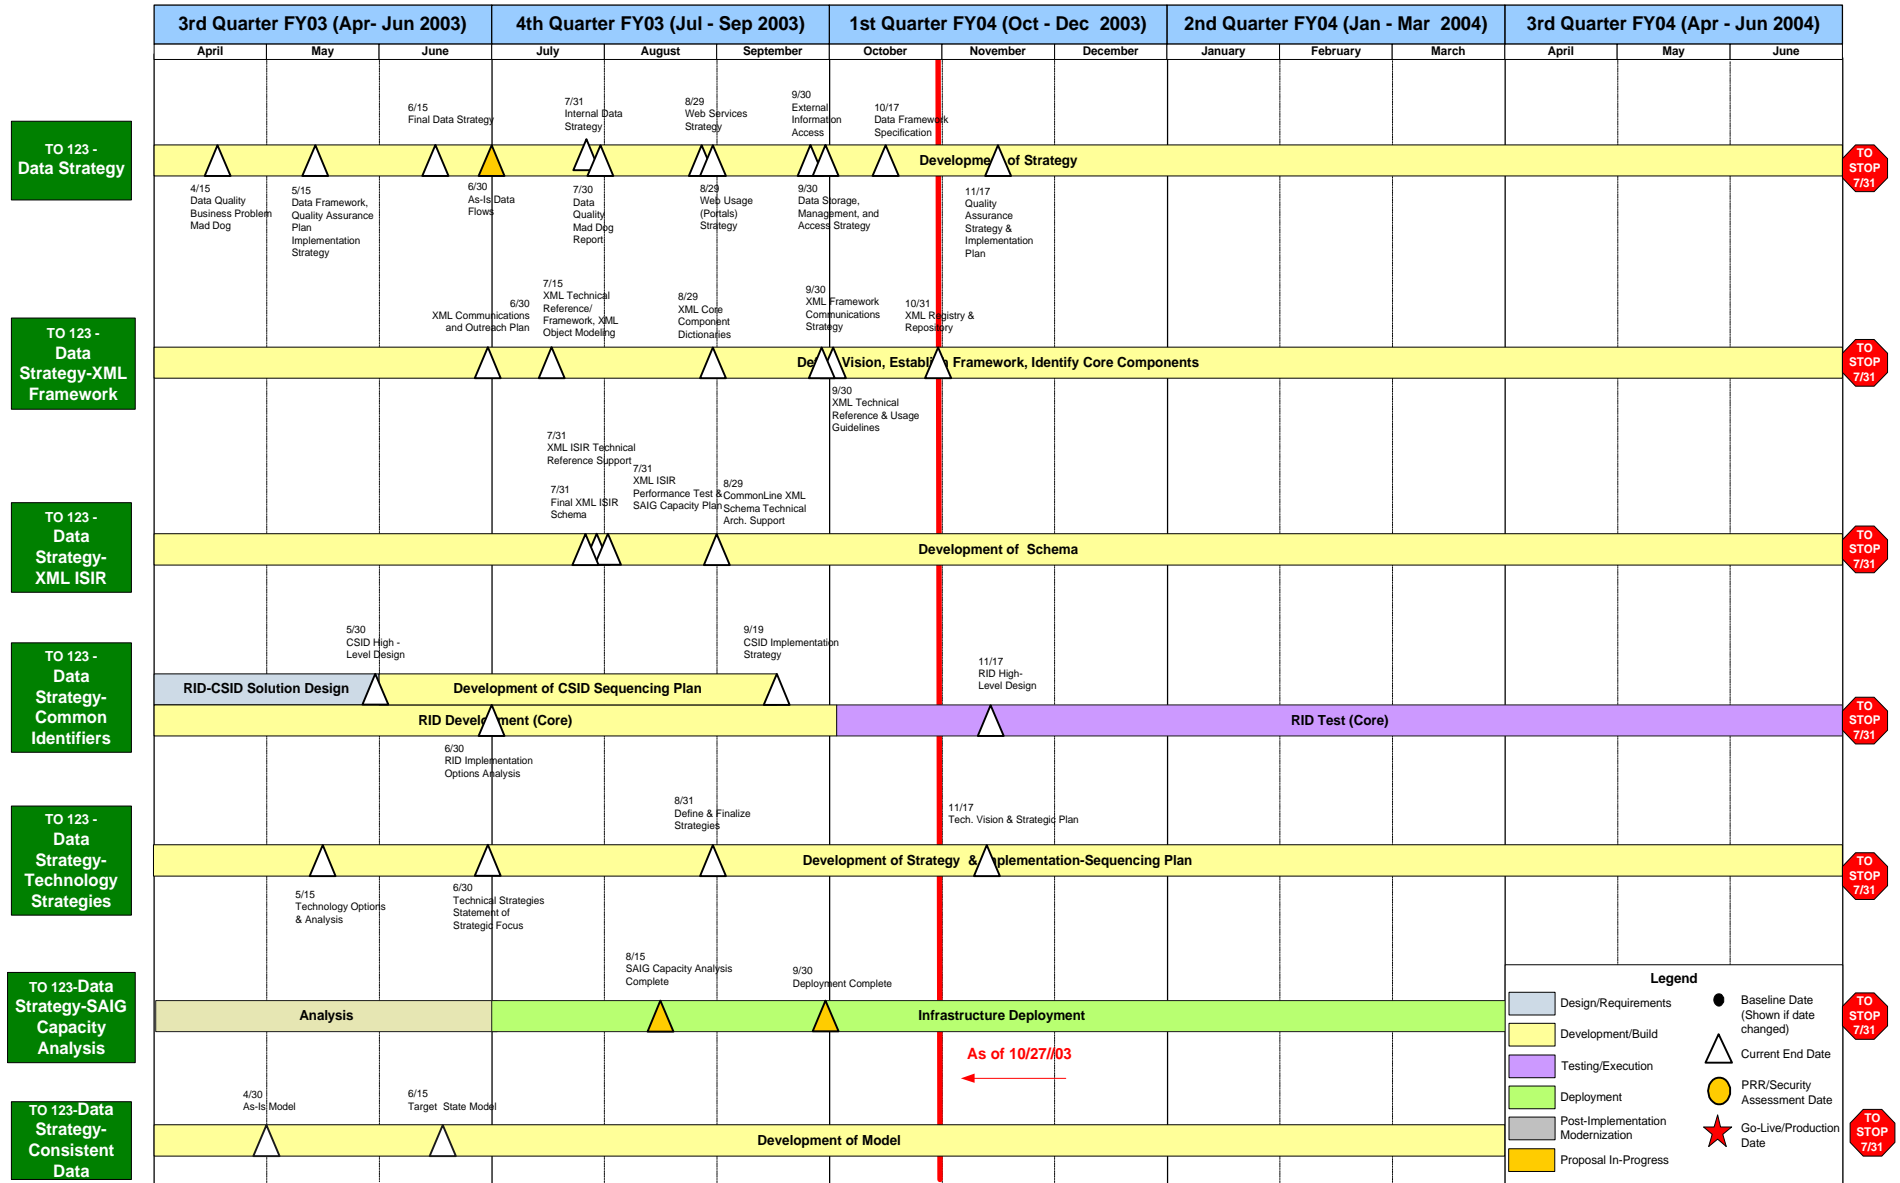 3rd Quarter FY03 (Apr- Jun 2003)
4th Quarter FY03 (Jul - Sep 2003)
1st Quarter FY04 (Oct - Dec  2003)
2nd Quarter FY04 (Jan - Mar  2004)
3rd Quarter FY04 (Apr - Jun 2004)
April
May
June
July
August
September
October
November
December
January
February
March
April
May
June
TO 123 -
Data Strategy
6/15
Final Data Strategy
7/31
Internal Data
Strategy
8/29
Web Services
Strategy
9/30
External
Information
Access
10/17
Data Framework
Specification
Development of Strategy
TO
STOP
7/31
4/15
Data Quality
Business Problem
Mad Dog
5/15
Data Framework,
Quality Assurance
Plan
Implementation
Strategy
6/30
As-Is Data
Flows
7/30
Data
Quality
Mad Dog
Report
8/29
Web Usage
(Portals)
Strategy
9/30
Data Storage,
Management, and
Access Strategy
11/17
Quality
Assurance
Strategy &
Implementation
Plan
TO 123 -
Data
Strategy-XML
Framework
6/30
XML Communications
and Outreach Plan
7/15
XML Technical
Reference/
Framework, XML
Object Modeling
8/29
XML Core
Component
Dictionaries
9/30
XML Framework
Communications
Strategy
10/31
XML Registry &
Repository
Define Vision, Establish Framework, Identify Core Components
TO
STOP
7/31
9/30
XML Technical
Reference & Usage
Guidelines
TO 123 -
Data
Strategy-
XML ISIR
7/31
XML ISIR Technical
Reference Support
7/31
Final XML ISIR
Schema
7/31
XML ISIR
Performance Test &
SAIG Capacity Plan
8/29
CommonLine XML
Schema Technical
Arch. Support
Development of  Schema
TO
STOP
7/31
TO 123 -
Data
Strategy-
Common
Identifiers
5/30
CSID High -
Level Design
9/19
CSID Implementation
Strategy
11/17
RID High-
Level Design
RID-CSID Solution Design
Development of CSID Sequencing Plan
RID Development (Core)
RID Test (Core)
TO
STOP
7/31
6/30
RID Implementation
Options Analysis
TO 123 -
Data
Strategy-
Technology
Strategies
8/31
Define & Finalize
Strategies
11/17
Tech. Vision & Strategic Plan
Development of Strategy  & Implementation-Sequencing Plan
TO
STOP
7/31
5/15
Technology Options
& Analysis
6/30
Technical Strategies
Statement of
Strategic Focus
TO 123-Data
Strategy-SAIG
Capacity
Analysis
8/15
SAIG Capacity Analysis
Complete
9/30
Deployment Complete
Analysis
Infrastructure Deployment
TO
STOP
7/31
As of 10/27//03
TO 123-Data
Strategy-
Consistent
Data
4/30
As-Is Model
6/15
Target  State Model
Development of Model
TO
STOP
7/31
Legend
Design/Requirements
Development/Build
Testing/Execution
Deployment
Post-Implementation
Modernization
Proposal In-Progress
Baseline Date
(Shown if date
changed)
Current End Date
PRR/Security
Assessment Date
Go-Live/Production
Date